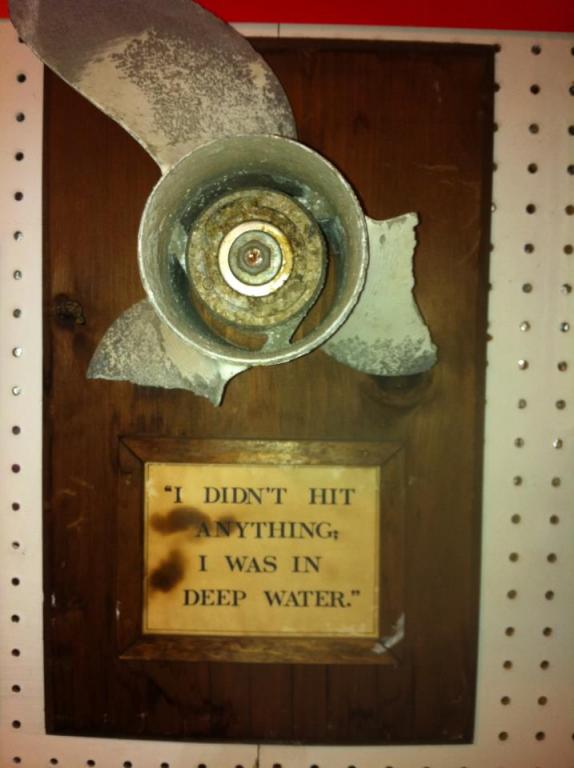 “I DIDN'T HIT
ANYTHING;
I WAS IN
DEEP WATER.”